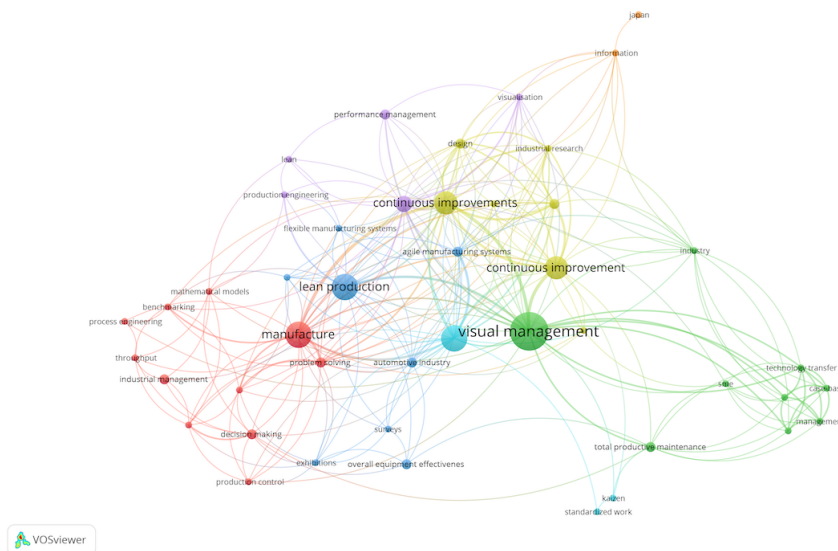 japan
information
visualisation
performance management
design
industrial research
lean
production engineering
continuous improvements
flexible manufacturing systems
agile manufacturing systems
industry
continuous improvement
lean production
mathematical models
benchmarking
process engineering
manufacture
visual management
throughput
problem solving
automotive industry
technology transfer
industrial management
sme
surveys
managemen
decision making
total productive maintenance
exhibitions
overall equipment effectivenes
production control
kaizen
standardized work
VOSviewer